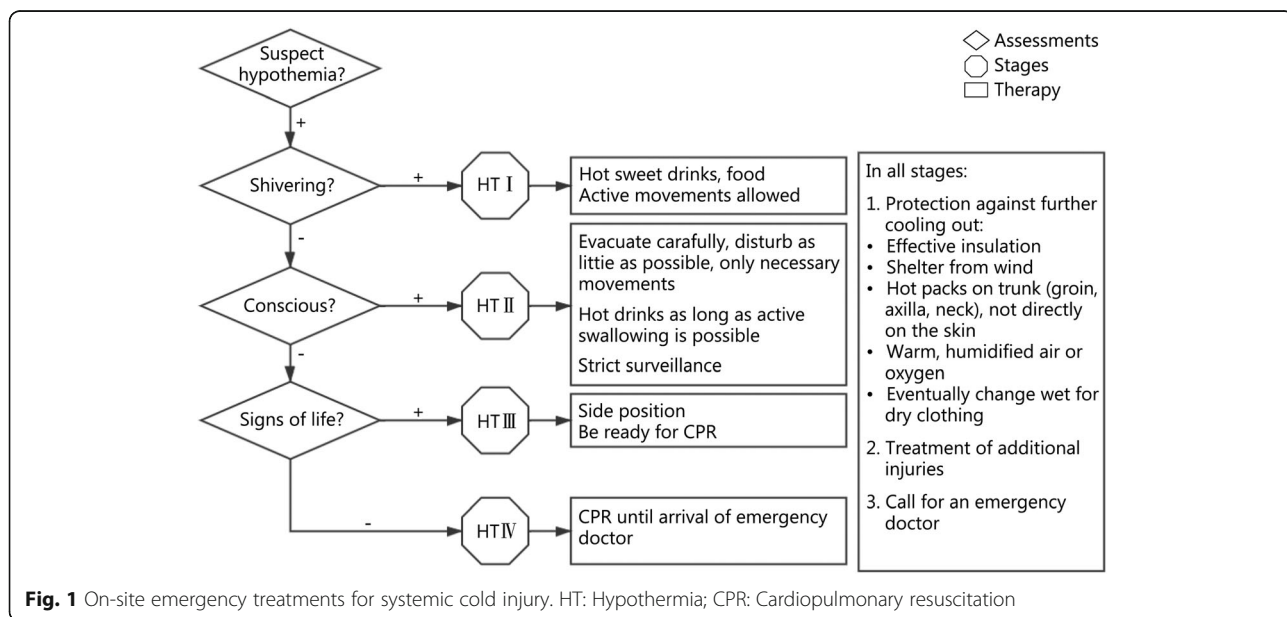 Suspect
hypothemia?
Assessments
Stages
Therapy
+
Shivering?
+
HT Ⅰ
Hot sweet drinks, food
Active movements allowed
-
Conscious?
+
HT Ⅱ
Evacuate carafully, disturb as
littie as possible, only necessary
movements
Hot drinks as long as active
swallowing is possible
Strict surveillance
-
Signs of life?
+
HT Ⅲ
Side position
Be ready for CPR
-
HT Ⅳ
CPR until arrival of emergency
doctor
In all stages:
1. Protection against further
cooling out:
• Effective insulation
• Shelter from wind
• Hot packs on trunk (groin,
axilla, neck), not directly
on the skin
• Warm, humidified air or
oxygen
• Eventually change wet for
dry clothing
2. Treatment of additional
injuries
3. Call for an emergency
doctor
Fig. 1 On-site emergency treatments for systemic cold injury. HT: Hypothermia; CPR: Cardiopulmonary resuscitation